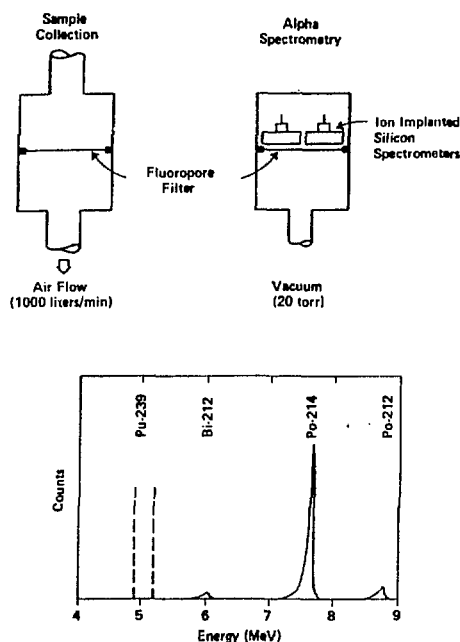 Sample
Collection
Alpha
Spectrometry
Ion Implanted
Silicon
Spectrometers
Fluoropore
Filter
Air Flow
(1000 liters/min)
Vacuum
(20 torr)
Pu-239
Bi-212
Po-214
Po-212
Counts
4 5 6 7 8 9
Energy (MeV)